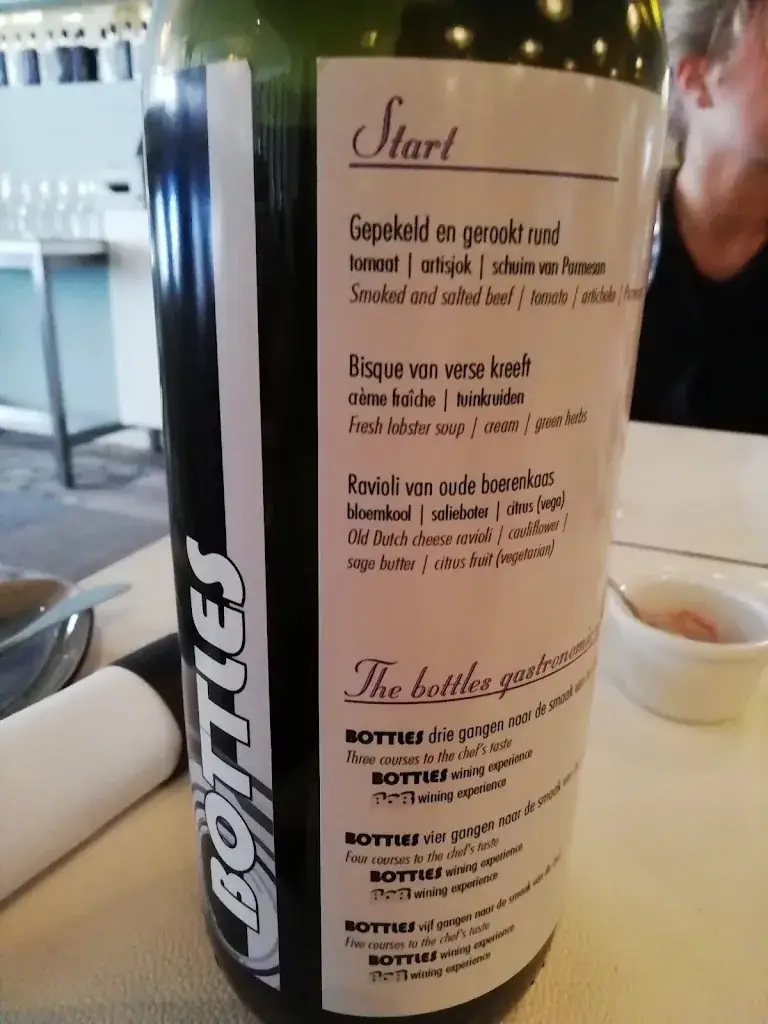 BOTTLES
Start
Gepekeld en gerookt rund
tomaat | artisjok | schuim van Parmesan
Smoked and salted beef / tomato / artichoke /
Bisque van verse kreeft
crème fraîche | tuinkruiden
Fresh lobster soup / cream / green herbs
Ravioli van oude boerenkaas
bloemkool | salieboter | citrus (vega)
Old Dutch cheese ravioli / cauliflower /
sage butter / citrus fruit (vegetarian)
The bottles gastronomic
BOTTLES drie gangen naar de smaak van
Three courses to the chef's taste
BOTTLES wining experience
BOB wining experience
BOTTLES vier gangen naar de smaak van de
Four courses to the chef's taste
BOTTLES wining experience
BOB wining experience
BOTTLES vijf gangen naar de smaak van de
Five courses to the chef's taste
BOTTLES wining experience
BOB wining experience